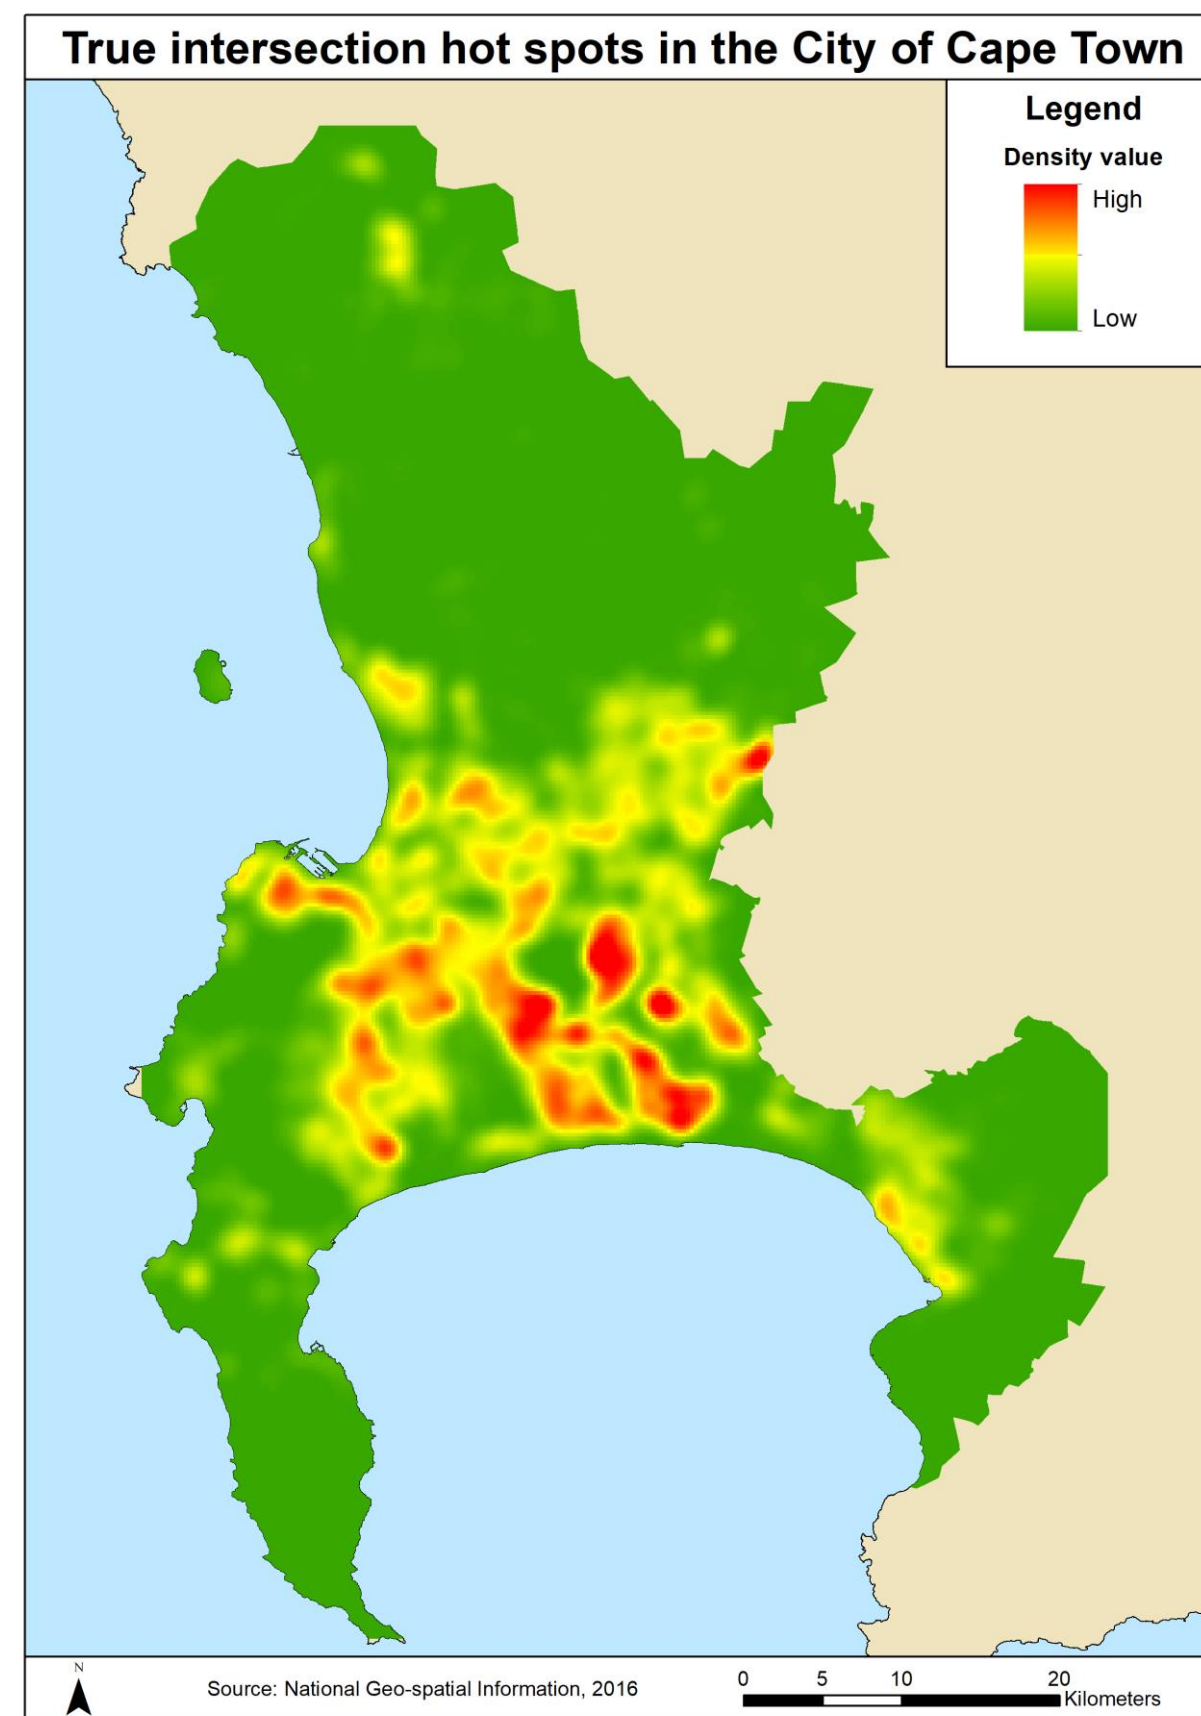 True intersection hot spots in the City of Cape Town
Legend
Density value
High
Low
N
Source: National Geo-spatial Information, 2016
0 5 10 20
Kilometers